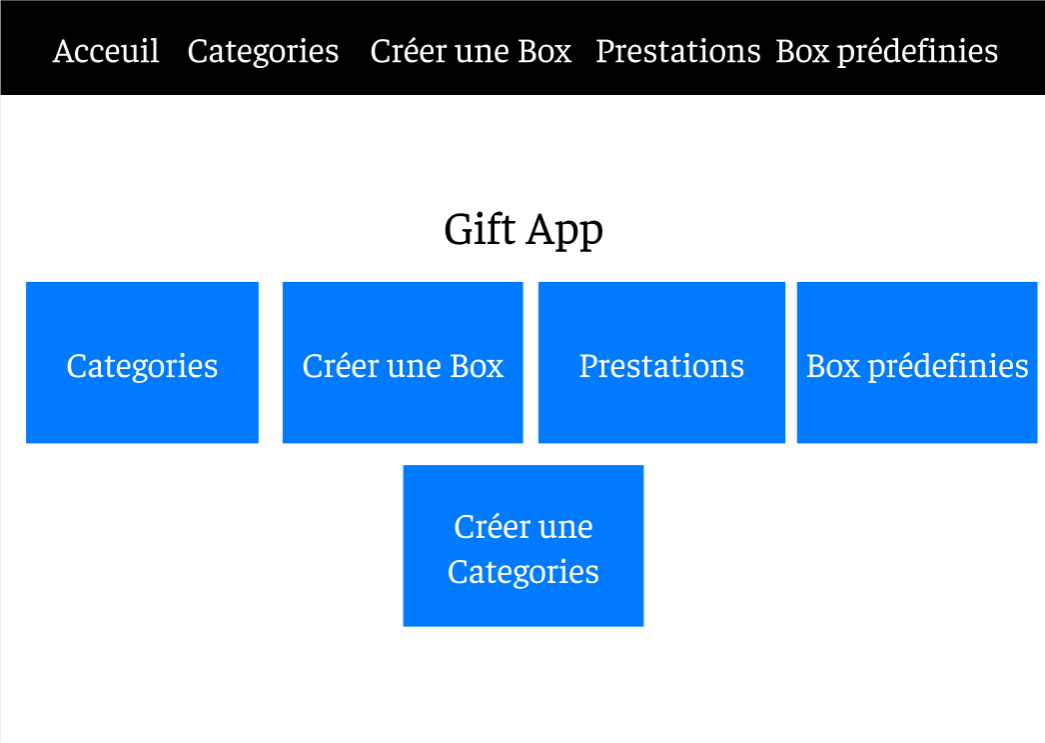 Acceuil Categories Créer une Box Prestations Box prédefinies
Gift App
Categories Créer une Box Prestations Box prédefinies
Créer une
Categories